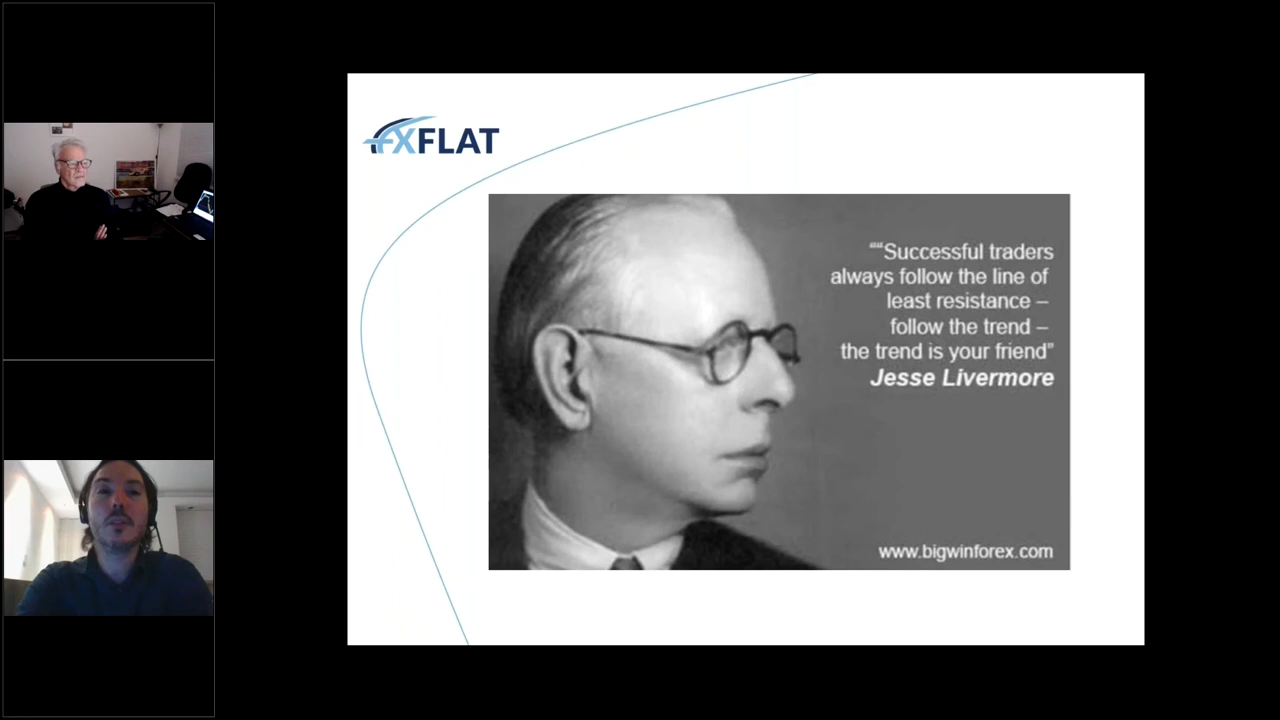 FXFLAT
““Successful traders
always follow the line of
least resistance –
follow the trend –
the trend is your friend”
Jesse Livermore
www.bigwinforex.com